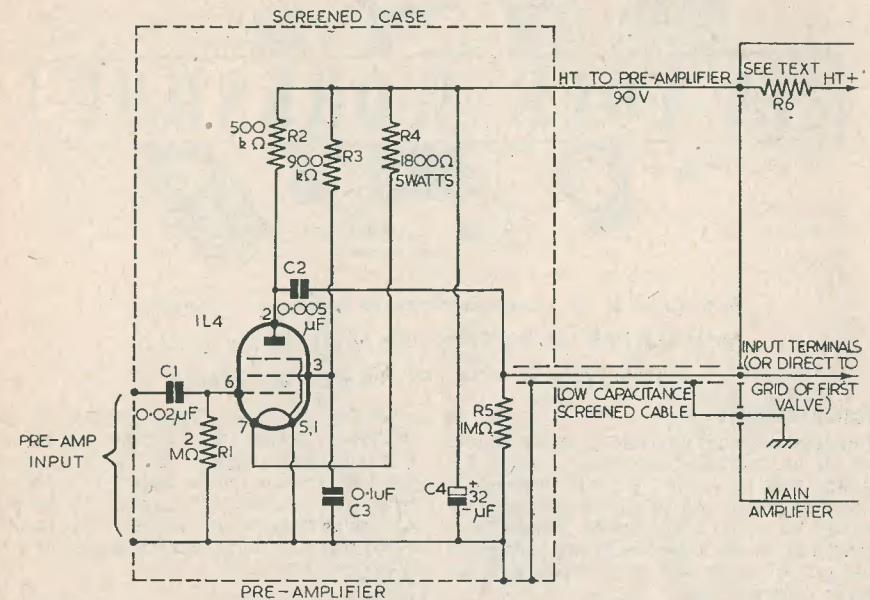 SCREENED CASE
HT TO PRE-AMPLIFIER
90V
SEE TEXT
HT+
R6
500
kΩ
R2
900
kΩ
R3
R4
1800Ω
5WATTS
C2
0·005
µF
1L4
2
3
6
7
5,1
C1
0·02µF
PRE-AMP
INPUT
2
MΩ
R1
0·1µF
C3
C4
+
32
-
µF
R5
1MΩ
LOW CAPACITANCE
SCREENED CABLE
INPUT TERMINALS
(OR DIRECT TO
GRID OF FIRST
VALVE)
MAIN
AMPLIFIER
PRE-AMPLIFIER